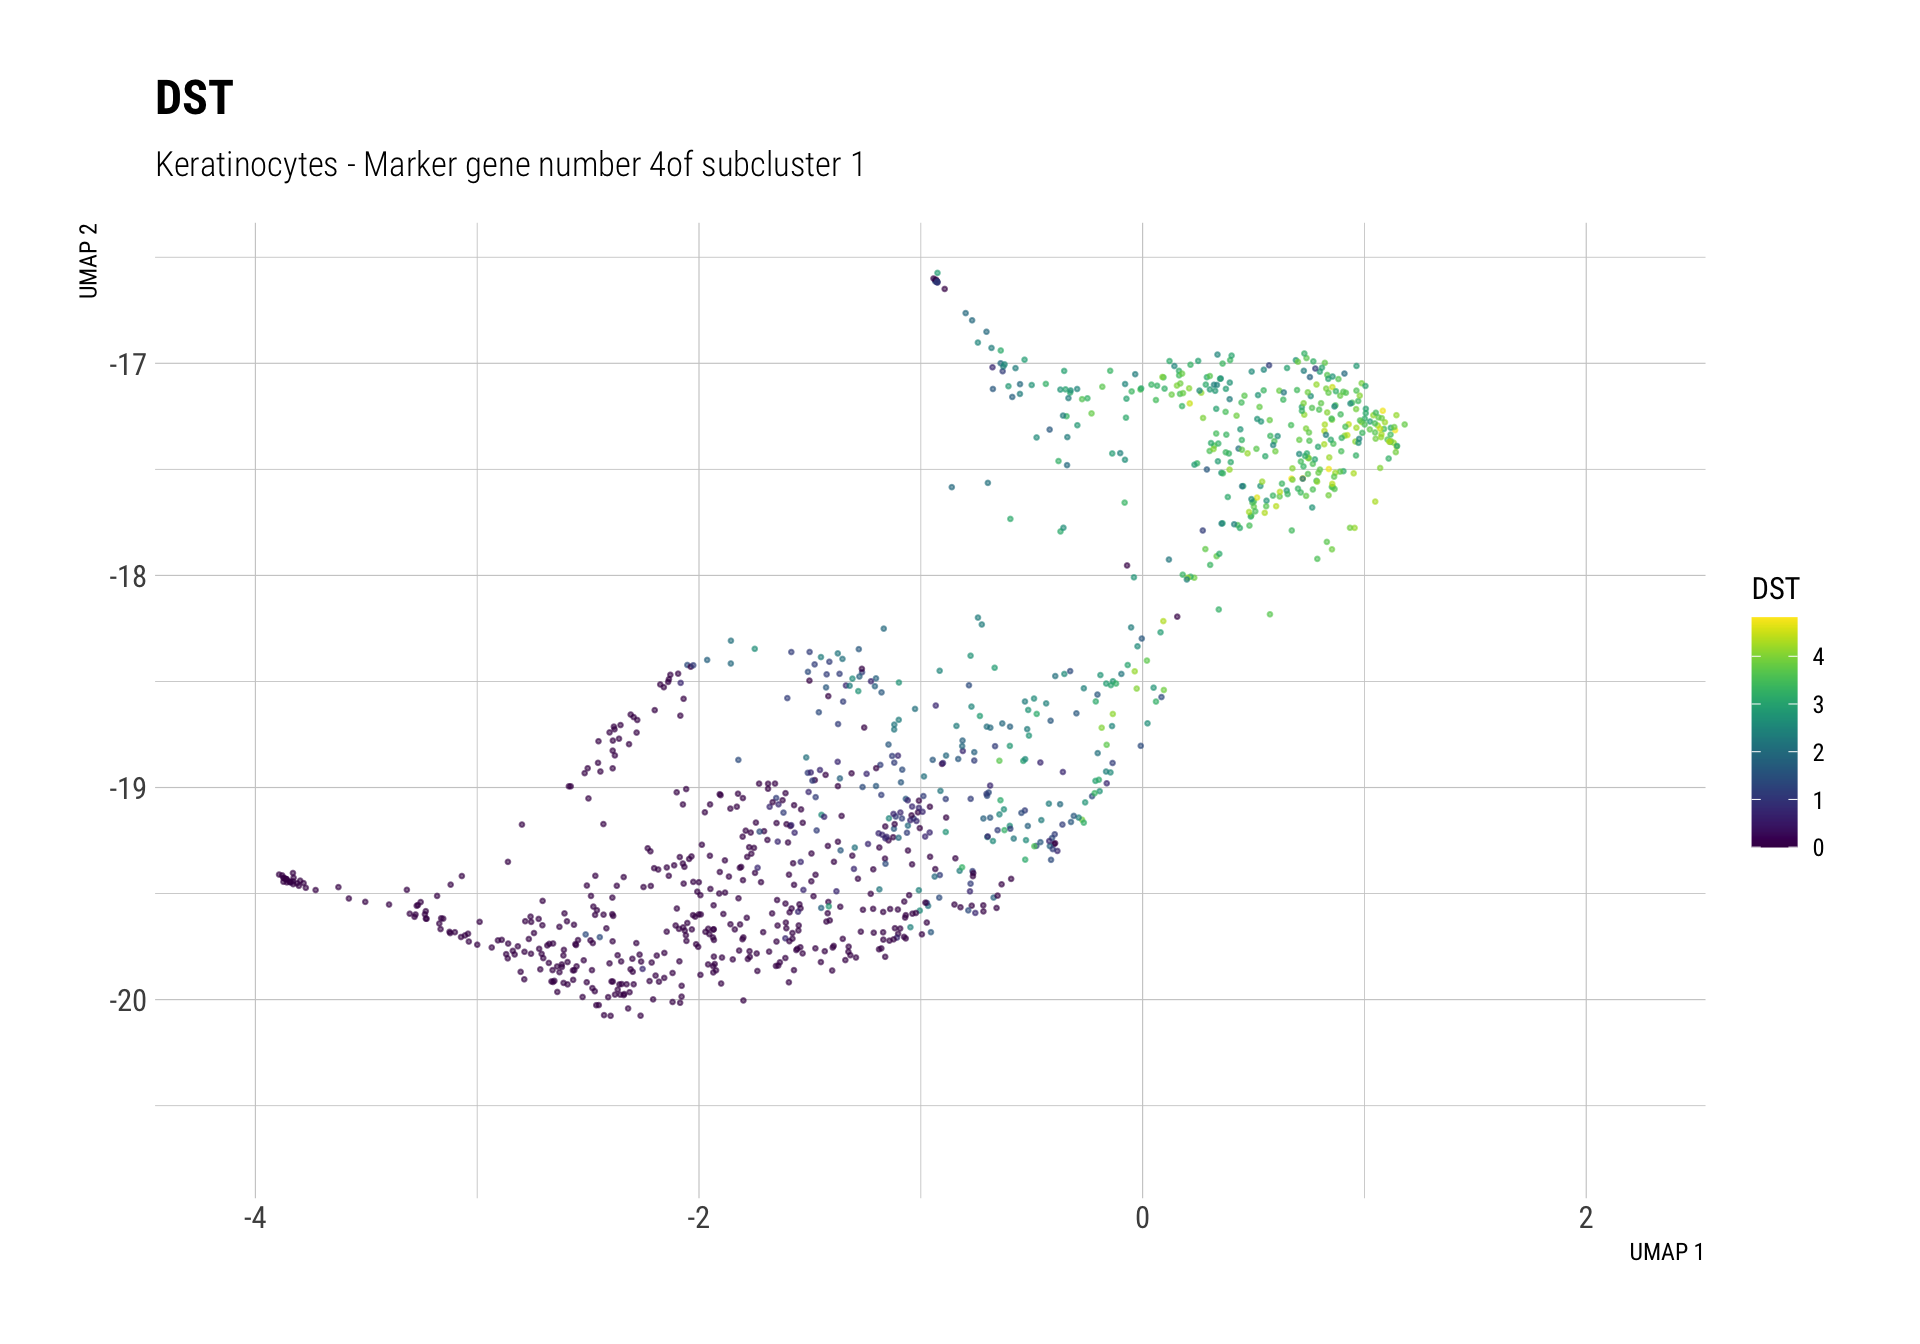 DST
Keratinocytes - Marker gene number 4of subcluster 1
UMAP 2
-17
-18
-19
-20
-4
-2
0
2
UMAP 1
DST
4
3
2
1
0